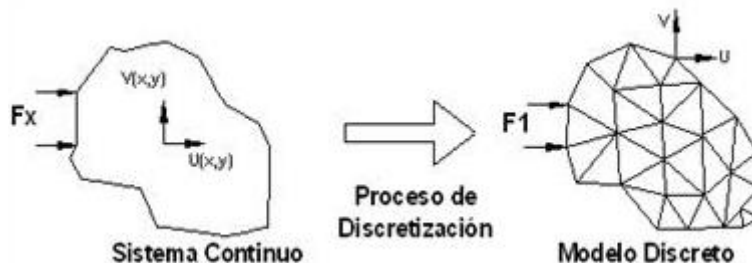 V(x,y)
Fx
U(x,y)
Sistema Continuo
Proceso de
Discretización
V
U
F1
Modelo Discreto